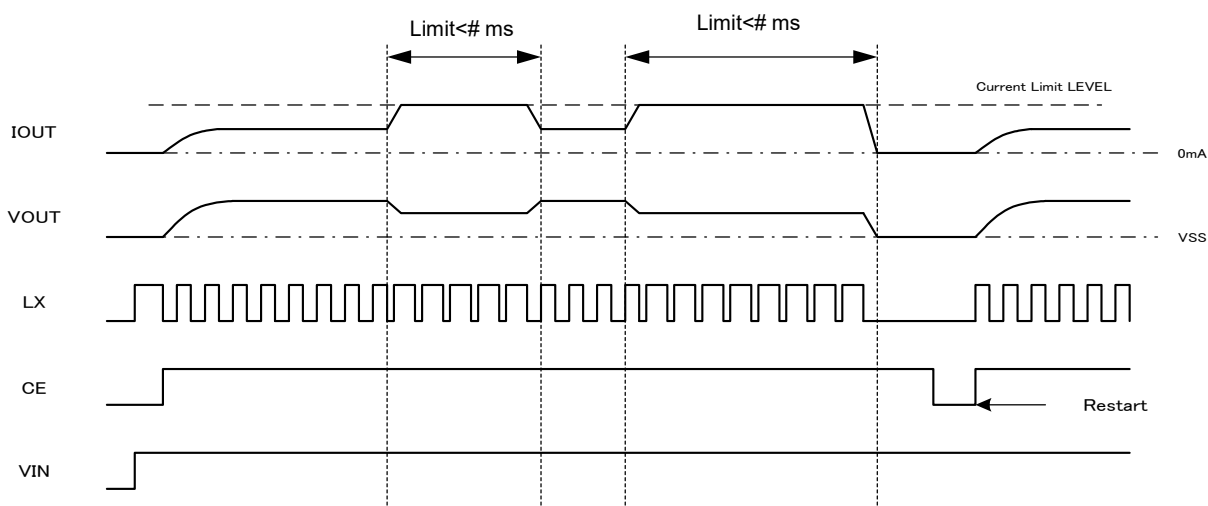 Limit<# ms
Limit<# ms
Current Limit LEVEL
IOUT
0mA
VOUT
VSS
LX
CE
Restart
VIN